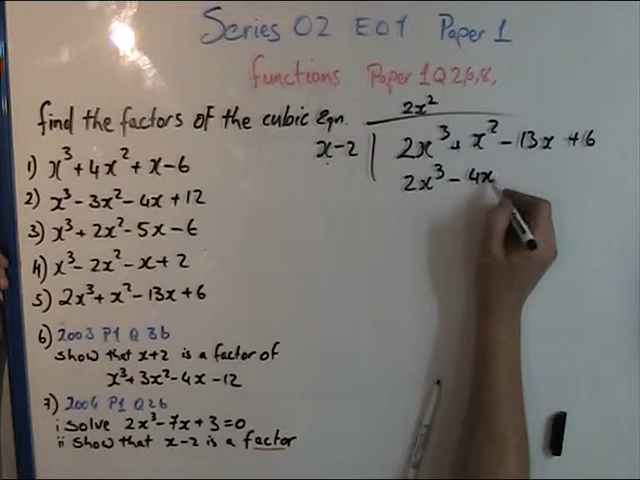 Series 02 E01 Paper 1
functions Paper 1 Q 2,6,8,
find the factors of the cubic Eqn.
1) x³ + 4x² + x - 6
2) x³ - 3x² - 4x + 12
3) x³ + 2x² - 5x - 6
4) x³ - 2x² - x + 2
5) 2x³ + x² - 13x + 6
6) 2003 P1 Q 3b
show that x+2 is a factor of
x³ + 3x² - 4x - 12
7) 2004 P1 Q2b
i solve 2x³ - 7x + 3 = 0
ii show that x-2 is a factor
2x²
x-2 | 2x³ + x² - 13x + 6
2x³ - 4x